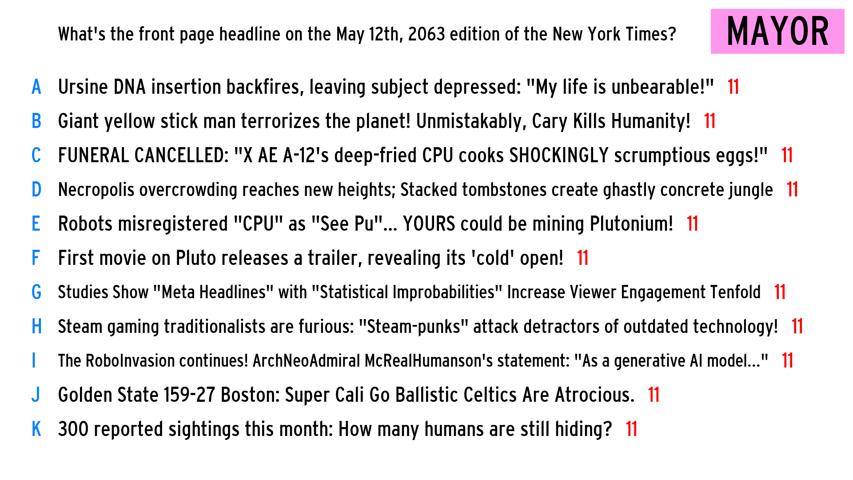 What's the front page headline on the May 12th, 2063 edition of the New York Times?
MAYOR
A Ursine DNA insertion backfires, leaving subject depressed: "My life is unbearable!" 11
B Giant yellow stick man terrorizes the planet! Unmistakably, Cary Kills Humanity! 11
C FUNERAL CANCELLED: "X AE A-12's deep-fried CPU cooks SHOCKINGLY scrumptious eggs!" 11
D Necropolis overcrowding reaches new heights; Stacked tombstones create ghastly concrete jungle 11
E Robots misregistered "CPU" as "See Pu"... YOURS could be mining Plutonium! 11
F First movie on Pluto releases a trailer, revealing its 'cold' open! 11
G Studies Show "Meta Headlines" with "Statistical Improbabilities" Increase Viewer Engagement Tenfold 11
H Steam gaming traditionalists are furious: "Steam-punks" attack detractors of outdated technology! 11
I The RoboInvasion continues! ArchNeoAdmiral McRealHumanson's statement: "As a generative AI model..." 11
J Golden State 159-27 Boston: Super Cali Go Ballistic Celtics Are Atrocious. 11
K 300 reported sightings this month: How many humans are still hiding? 11